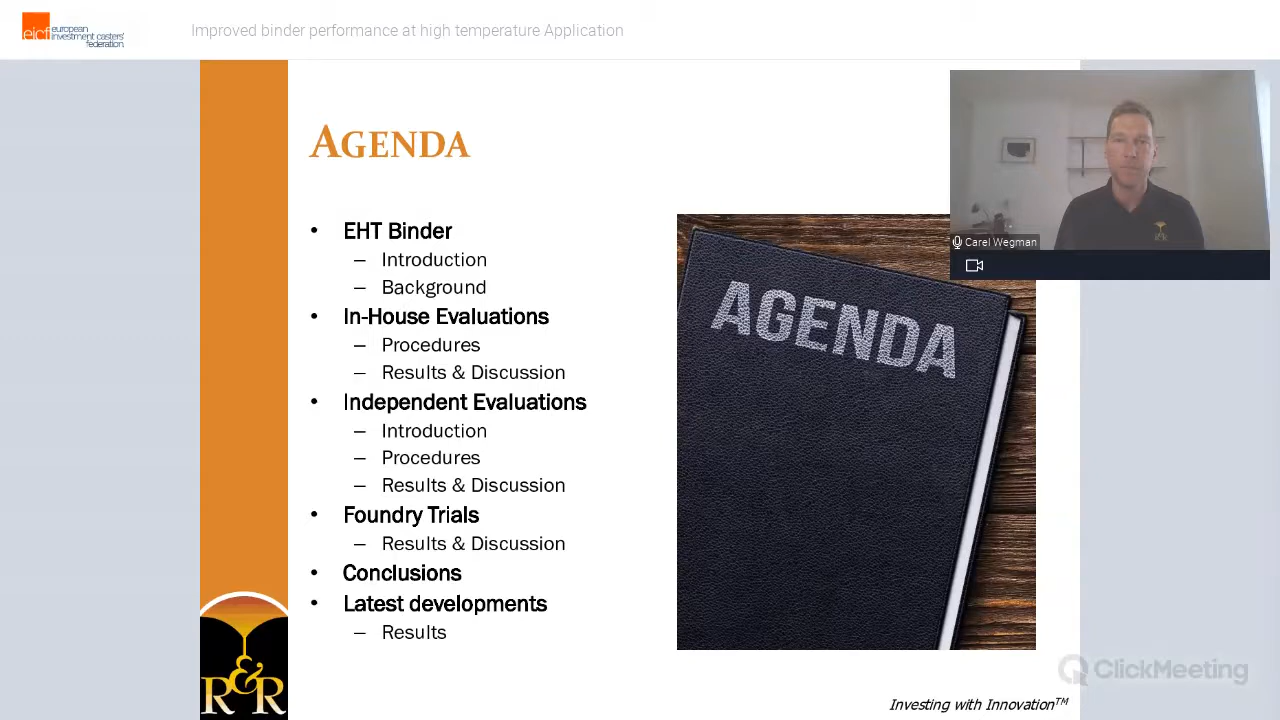 eicf
european
investment casters'
federation.
Improved binder performance at high temperature Application
AGENDA
• EHT Binder
– Introduction
– Background
• In-House Evaluations
– Procedures
– Results & Discussion
• Independent Evaluations
– Introduction
– Procedures
– Results & Discussion
• Foundry Trials
– Results & Discussion
• Conclusions
• Latest developments
– Results
AGENDA
Carel Wegman
R&R
R&R
ClickMeeting
Investing with Innovation™